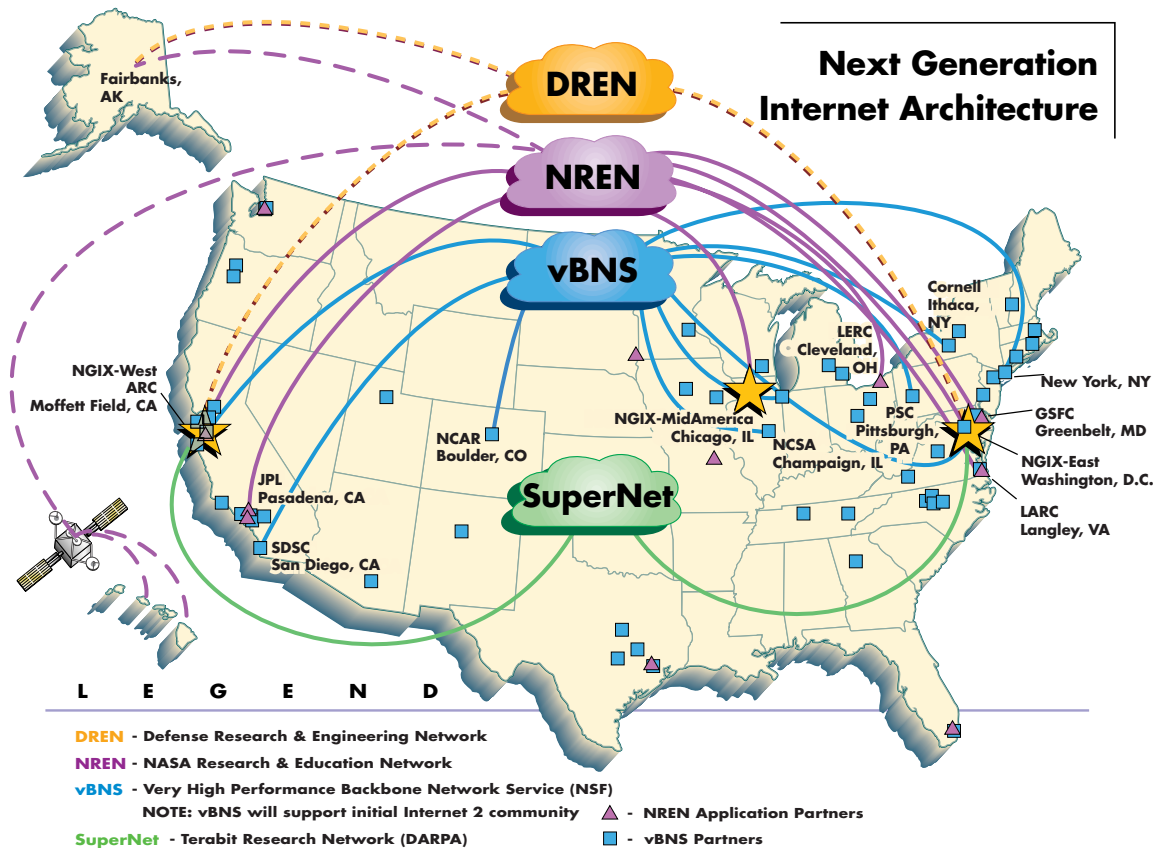 Next Generation
Internet Architecture
Fairbanks,
AK
DREN
NREN
vBNS
SuperNet
NGIX-West
ARC
Moffett Field, CA
JPL
Pasadena, CA
SDSC
San Diego, CA
NCAR
Boulder, CO
NGIX-MidAmerica
Chicago, IL
NCSA
Champaign, IL
LERC
Cleveland,
OH
PSC
Pittsburgh,
PA
Cornell
Ithaca,
NY
New York, NY
GSFC
Greenbelt, MD
NGIX-East
Washington, D.C.
LARC
Langley, VA
L E G E N D
DREN - Defense Research & Engineering Network
NREN - NASA Research & Education Network
vBNS - Very High Performance Backbone Network Service (NSF)
NOTE: vBNS will support initial Internet 2 community
SuperNet - Terabit Research Network (DARPA)
- NREN Application Partners
- vBNS Partners